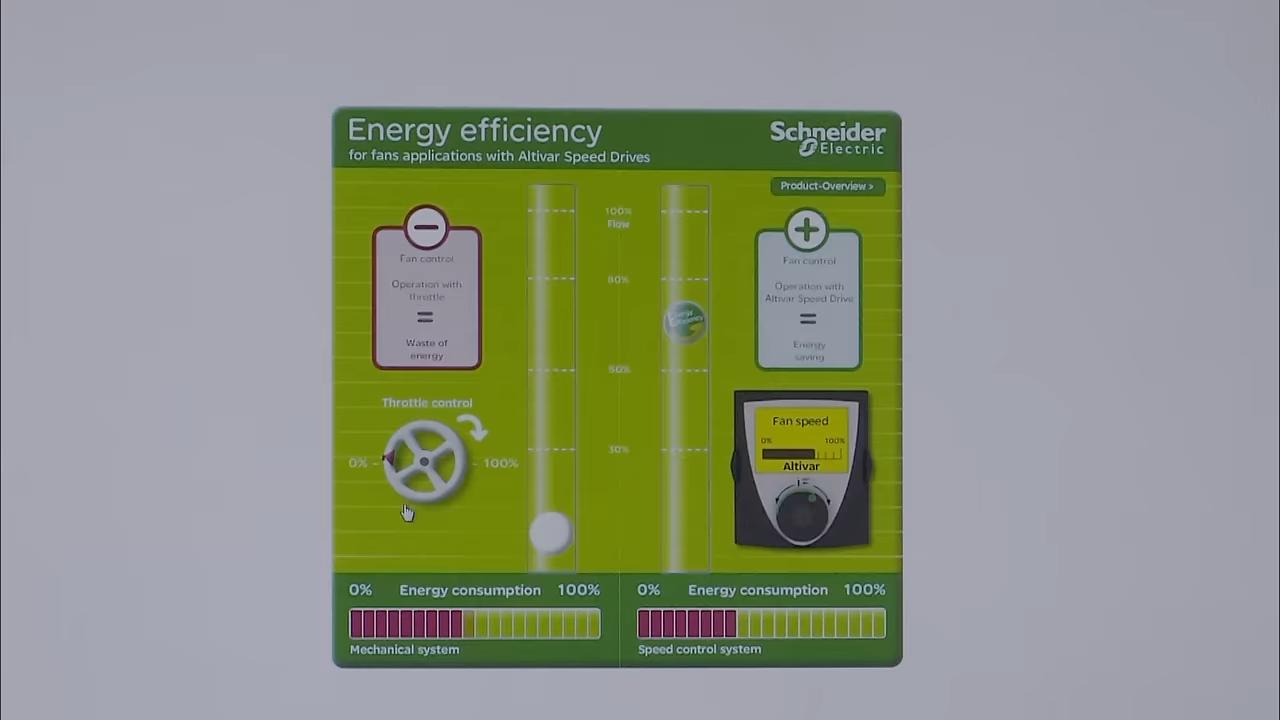 Energy efficiency
for fans applications with Altivar Speed Drives
Schneider
Electric
Product-Overview >
Fan control
Operation with
throttle
=
Waste of
energy
100%
Flow
80%
50%
30%
Fan control
Operation with
Altivar Speed Drive
=
Energy
saving
Throttle control
0%
100%
Energy
Efficiency
Fan speed
0% 100%
Altivar
0% Energy consumption 100%
Mechanical system
0% Energy consumption 100%
Speed control system